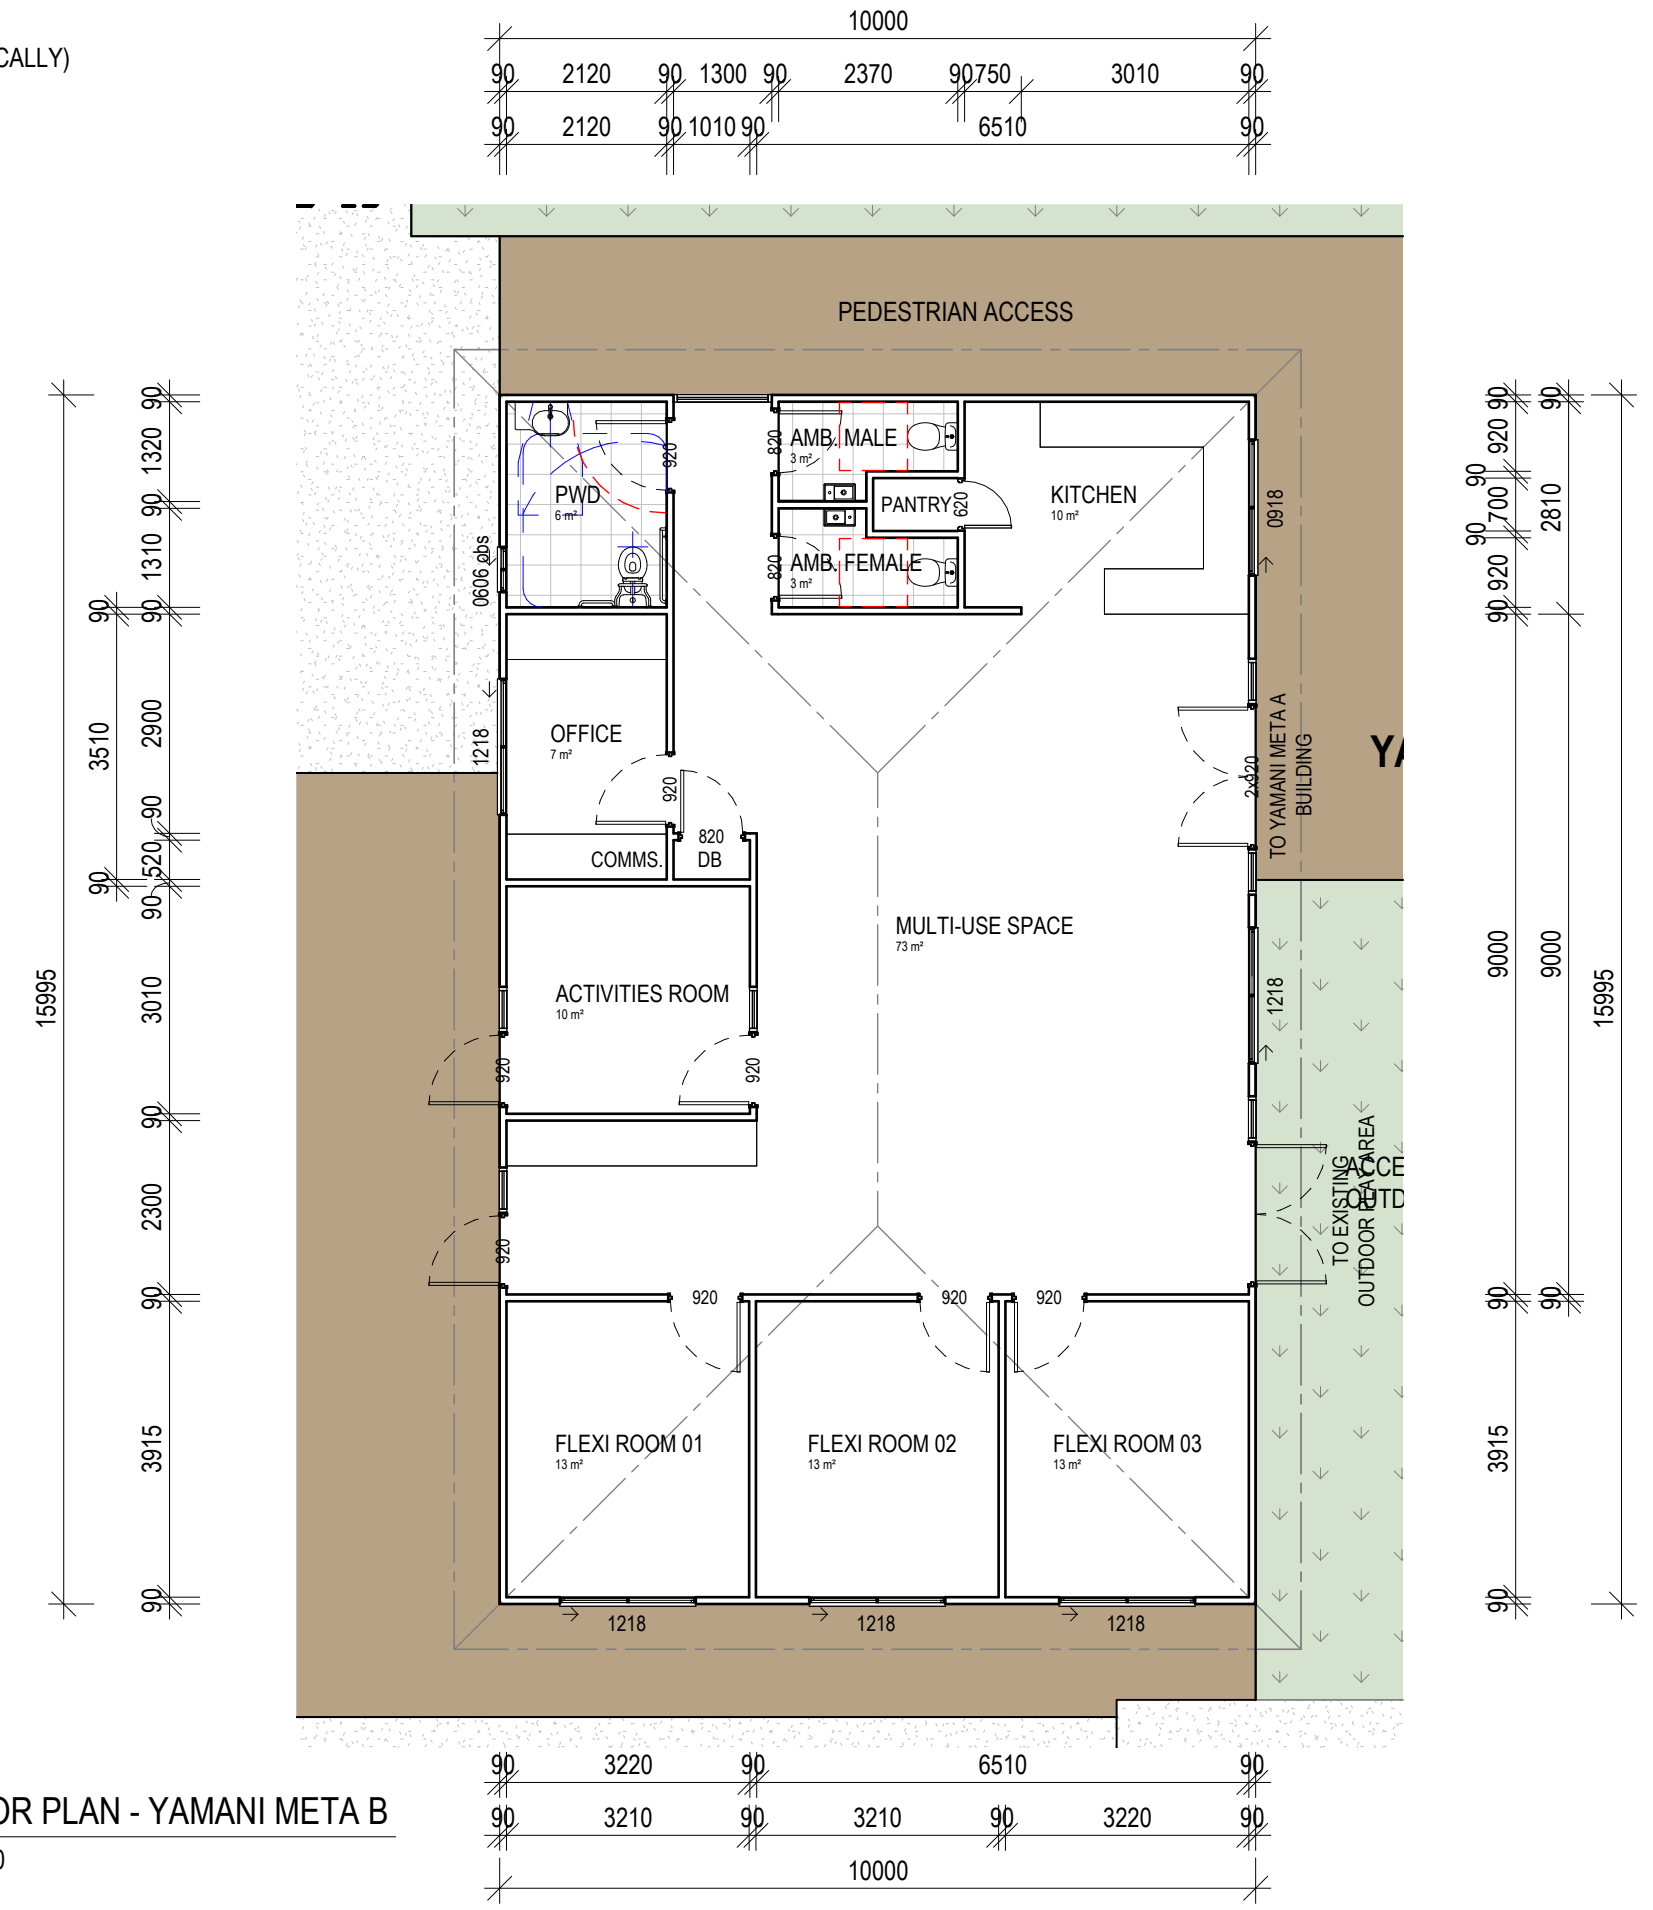 CALLY)
10000
90 2120 90 1300 90 2370 90 750 3010 90
90 2120 90 1010 90 6510 90
PEDESTRIAN ACCESS
15995
90 3510 90
90 1320 90 1310 90 2900 90 520 90 3010 90 2300 90 3915 90
PWD
6 m²
920
0606 obs
AMB. MALE
3 m²
820
PANTRY
620
KITCHEN
10 m²
0918
AMB. FEMALE
3 m²
820
OFFICE
7 m²
1218
920
820
COMMS.
DB
2x920
TO YAMANI META A
BUILDING
YA
MULTI-USE SPACE
73 m²
1218
ACTIVITIES ROOM
10 m²
920
920
920
TO EXISTING
OUTDOOR PLAY AREA
ACCE
OUTD
920
920
920
FLEXI ROOM 01
13 m²
FLEXI ROOM 02
13 m²
FLEXI ROOM 03
13 m²
1218
1218
1218
90 920 90 700 90 920 90 9000 90 3915 90
90 2810 9000 90
15995
90 3220 90 6510 90
90 3210 90 3210 90 3220 90
10000
OR PLAN - YAMANI META B
0